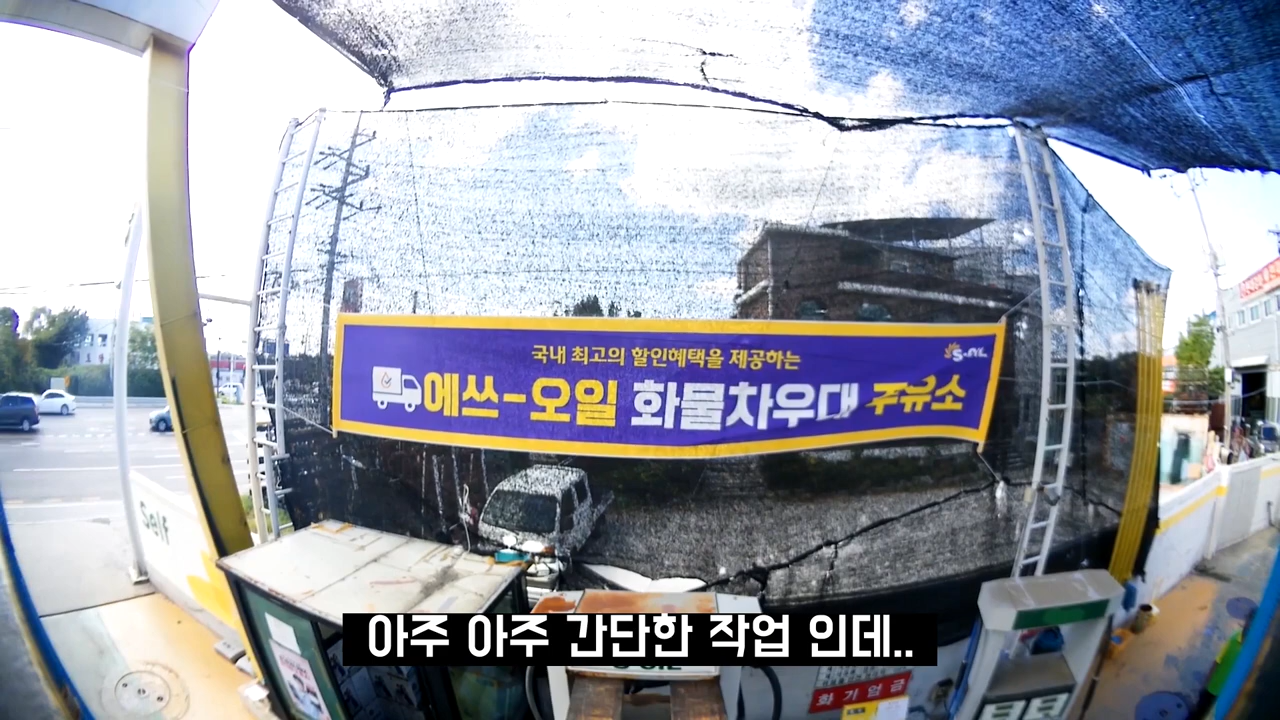 국내 최고의 할인혜택을 제공하는
S-OIL
에쓰-오일 화물차우대 주유소
Self
아주 아주 간단한 작업 인데..
S-OIL
화기엄금